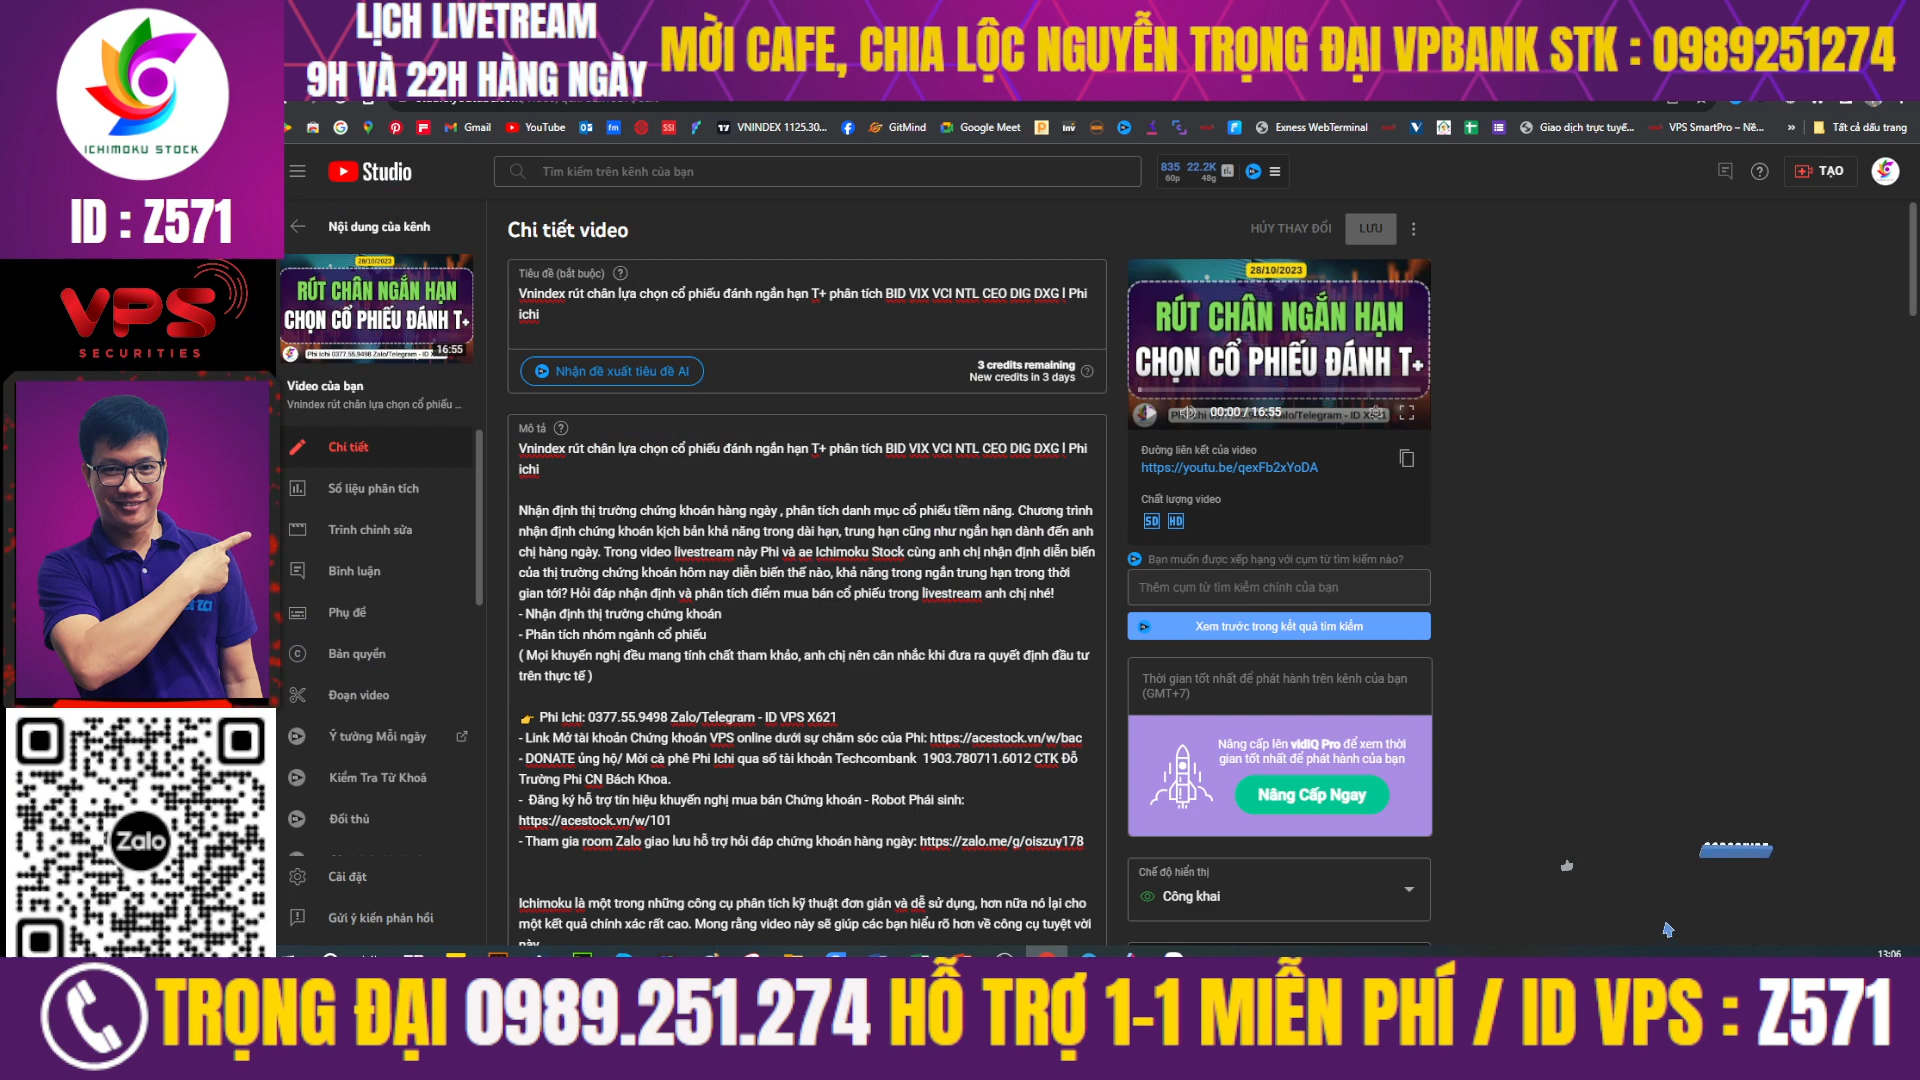 LỊCH LIVETREAM
9H VÀ 22H HÀNG NGÀY
MỜI CAFE, CHIA LỘC NGUYỄN TRỌNG ĐẠI VPBANK STK : 0989251274
ICHIMOKU STOCK
ID : Z571
Gmail
YouTube
VNINDEX 1125.30...
GitMind
Google Meet
Exness WebTerminal
Giao dịch trực tuyế...
VPS SmartPro – Nề...
»
Tất cả dấu trang
Studio
Tìm kiếm trên kênh của bạn
835 22.2K
60p 48g
TẠO
VPS
SECURITIES
Nội dung của kênh
28/10/2023
RÚT CHÂN NGẮN HẠN
CHỌN CỔ PHIẾU ĐÁNH T+
16:55
Video của bạn
Vnindex rút chân lựa chọn cổ phiếu ...
Chi tiết
Số liệu phân tích
Trình chỉnh sửa
Bình luận
Phụ đề
Bản quyền
Đoạn video
Ý tưởng Mỗi ngày
Kiểm Tra Từ Khoá
Đối thủ
Cài đặt
Gửi ý kiến phản hồi
Zalo
Chi tiết video
HỦY THAY ĐỔI
LƯU
Tiêu đề (bắt buộc)
Vnindex rút chân lựa chọn cổ phiếu đánh ngắn hạn T+ phân tích BID VIX VCI NTL CEO DIG DXG | Phi
ichi
Nhận đề xuất tiêu đề AI
3 credits remaining
New credits in 3 days
Mô tả
Vnindex rút chân lựa chọn cổ phiếu đánh ngắn hạn T+ phân tích BID VIX VCI NTL CEO DIG DXG | Phi
ichi
Nhận định thị trường chứng khoán hàng ngày , phân tích danh mục cổ phiếu tiềm năng. Chương trình
nhận định chứng khoán kịch bản khả năng trong dài hạn, trung hạn cũng như ngắn hạn dành đến anh
chị hàng ngày. Trong video livestream này Phi và ae Ichimoku Stock cùng anh chị nhận định diễn biến
của thị trường chứng khoán hôm nay diễn biến thế nào, khả năng trong ngắn trung hạn trong thời
gian tới? Hỏi đáp nhận định và phân tích điểm mua bán cổ phiếu trong livestream anh chị nhé!
- Nhận định thị trường chứng khoán
- Phân tích nhóm ngành cổ phiếu
( Mọi khuyến nghị đều mang tính chất tham khảo, anh chị nên cân nhắc khi đưa ra quyết định đầu tư
trên thực tế )
👉 Phi Ichi: 0377.55.9498 Zalo/Telegram - ID VPS X621
- Link Mở tài khoản Chứng khoán VPS online dưới sự chăm sóc của Phi: https://acestock.vn/w/bac
- DONATE ủng hộ/ Mời cà phê Phi Ichi qua số tài khoản Techcombank 1903.780711.6012 CTK Đỗ
Trường Phi CN Bách Khoa.
- Đăng ký hỗ trợ tín hiệu khuyến nghị mua bán Chứng khoán - Robot Phái sinh:
https://acestock.vn/w/101
- Tham gia room Zalo giao lưu hỗ trợ hỏi đáp chứng khoán hàng ngày: https://zalo.me/g/oiszuy178
Ichimoku là một trong những công cụ phân tích kỹ thuật đơn giản và dễ sử dụng, hơn nữa nó lại cho
một kết quả chính xác rất cao. Mong rằng video này sẽ giúp các bạn hiểu rõ hơn về công cụ tuyệt vời
này
28/10/2023
RÚT CHÂN NGẮN HẠN
CHỌN CỔ PHIẾU ĐÁNH T+
00:00 / 16:55
Đường liên kết của video
https://youtu.be/qexFb2xYoDA
Chất lượng video
SD HD
Bạn muốn được xếp hạng với cụm từ tìm kiếm nào?
Thêm cụm từ tìm kiếm chính của bạn
Xem trước trong kết quả tìm kiếm
Thời gian tốt nhất để phát hành trên kênh của bạn
(GMT+7)
Nâng cấp lên vidIQ Pro để xem thời
gian tốt nhất để phát hành của bạn
Nâng Cấp Ngay
Chế độ hiển thị
Công khai
13:06
TRỌNG ĐẠI 0989.251.274 HỖ TRỢ 1-1 MIỄN PHÍ / ID VPS : Z571